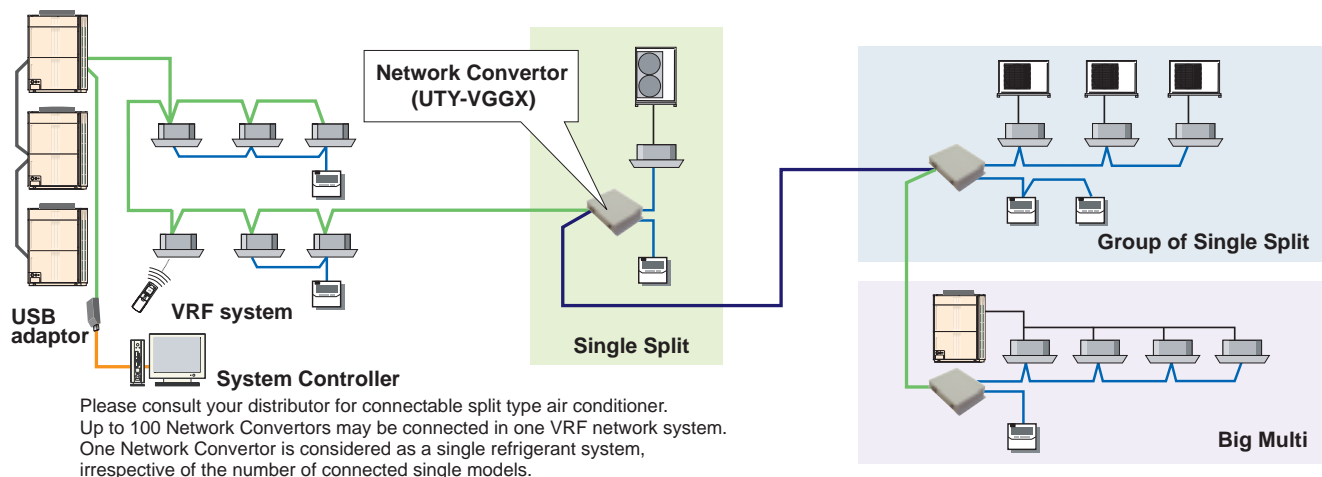 Network Convertor
(UTY-VGGX)
Group of Single Split
USB
adaptor
VRF system
Single Split
System Controller
Big Multi
Please consult your distributor for connectable split type air conditioner.
Up to 100 Network Convertors may be connected in one VRF network system.
One Network Convertor is considered as a single refrigerant system,
irrespective of the number of connected single models.